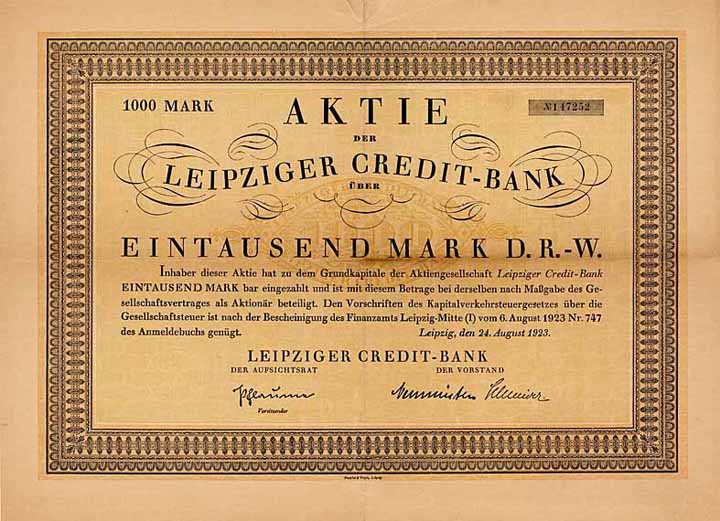 1000 MARK
AKTIE
№147252
DER
LEIPZIGER CREDIT-BANK
ÜBER
EINTAUSEND MARK D. R.-W.
Inhaber dieser Aktie hat zu dem Grundkapitale der Aktiengesellschaft Leipziger Credit-Bank
EINTAUSEND MARK bar eingezahlt und ist mit diesem Betrage bei derselben nach Maßgabe des Ge-
sellschaftsvertrages als Aktionär beteiligt. Den Vorschriften des Kapitalverkehrsteuergesetzes über die
Gesellschaftsteuer ist nach der Bescheinigung des Finanzamts Leipzig-Mitte (I) vom 6. August 1923 Nr. 747
des Anmeldebuchs genügt.
Leipzig, den 24. August 1923.
LEIPZIGER CREDIT-BANK
DER AUFSICHTSRAT
DER VORSTAND
Vorsitzender